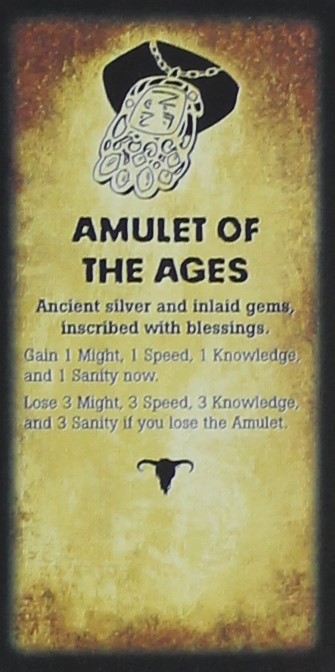 AMULET OF
THE AGES
Ancient silver and inlaid gems,
inscribed with blessings.
Gain 1 Might, 1 Speed, 1 Knowledge,
and 1 Sanity now.
Lose 3 Might, 3 Speed, 3 Knowledge,
and 3 Sanity if you lose the Amulet.